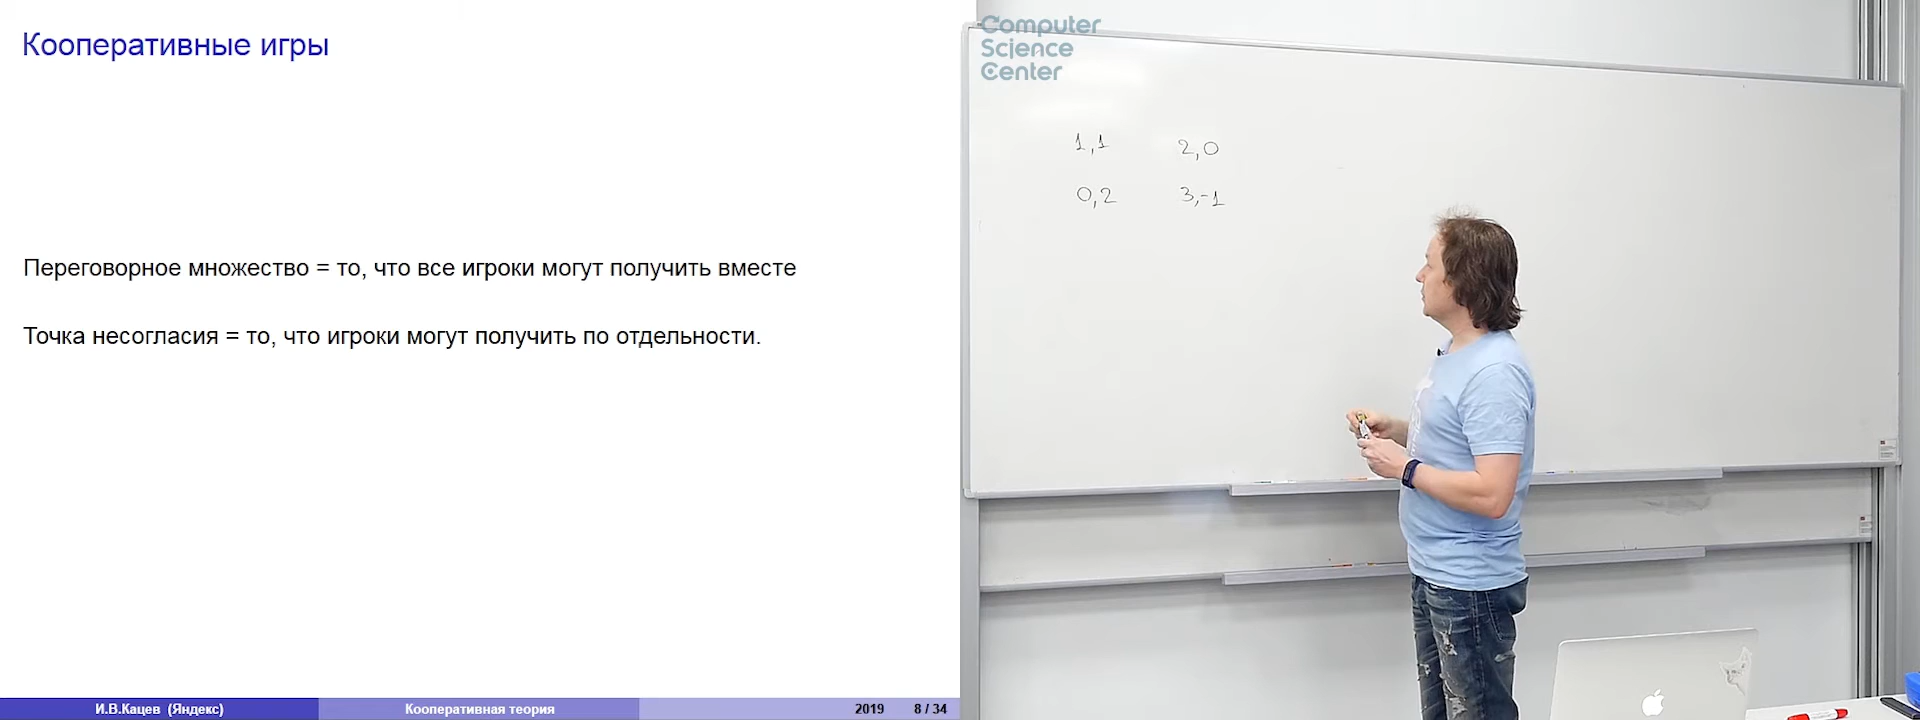 Кооперативные игры
Переговорное множество = то, что все игроки могут получить вместе
Точка несогласия = то, что игроки могут получить по отдельности.
И.В.Кацев (Яндекс) Кооперативная теория 2019 8 / 34
Computer
Science
Center
1,1 2,0
0,2 3,-1